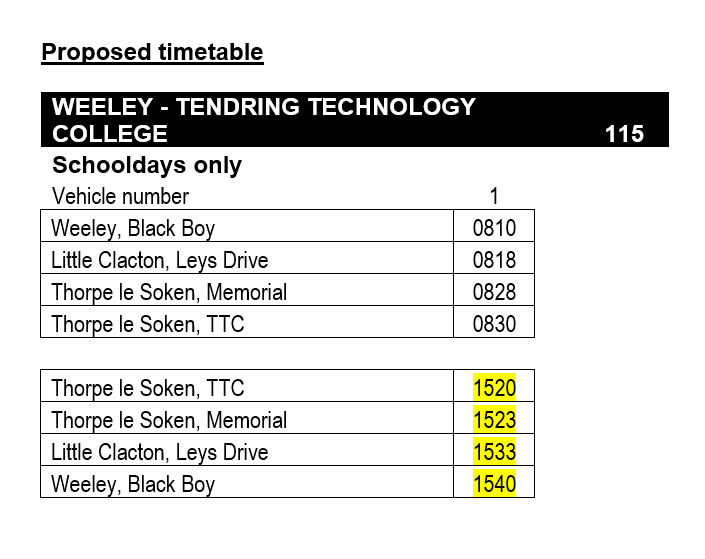 Proposed timetable
WEELEY - TENDRING TECHNOLOGY
COLLEGE 115
Schooldays only
Vehicle number 1
Weeley, Black Boy 0810
Little Clacton, Leys Drive 0818
Thorpe le Soken, Memorial 0828
Thorpe le Soken, TTC 0830
Thorpe le Soken, TTC 1520
Thorpe le Soken, Memorial 1523
Little Clacton, Leys Drive 1533
Weeley, Black Boy 1540